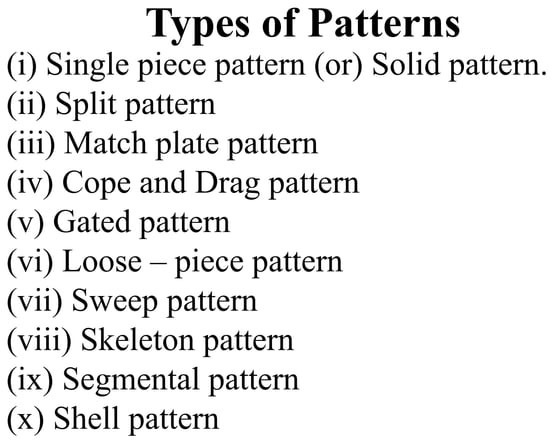 Types of Patterns
(i) Single piece pattern (or) Solid pattern.
(ii) Split pattern
(iii) Match plate pattern
(iv) Cope and Drag pattern
(v) Gated pattern
(vi) Loose – piece pattern
(vii) Sweep pattern
(viii) Skeleton pattern
(ix) Segmental pattern
(x) Shell pattern